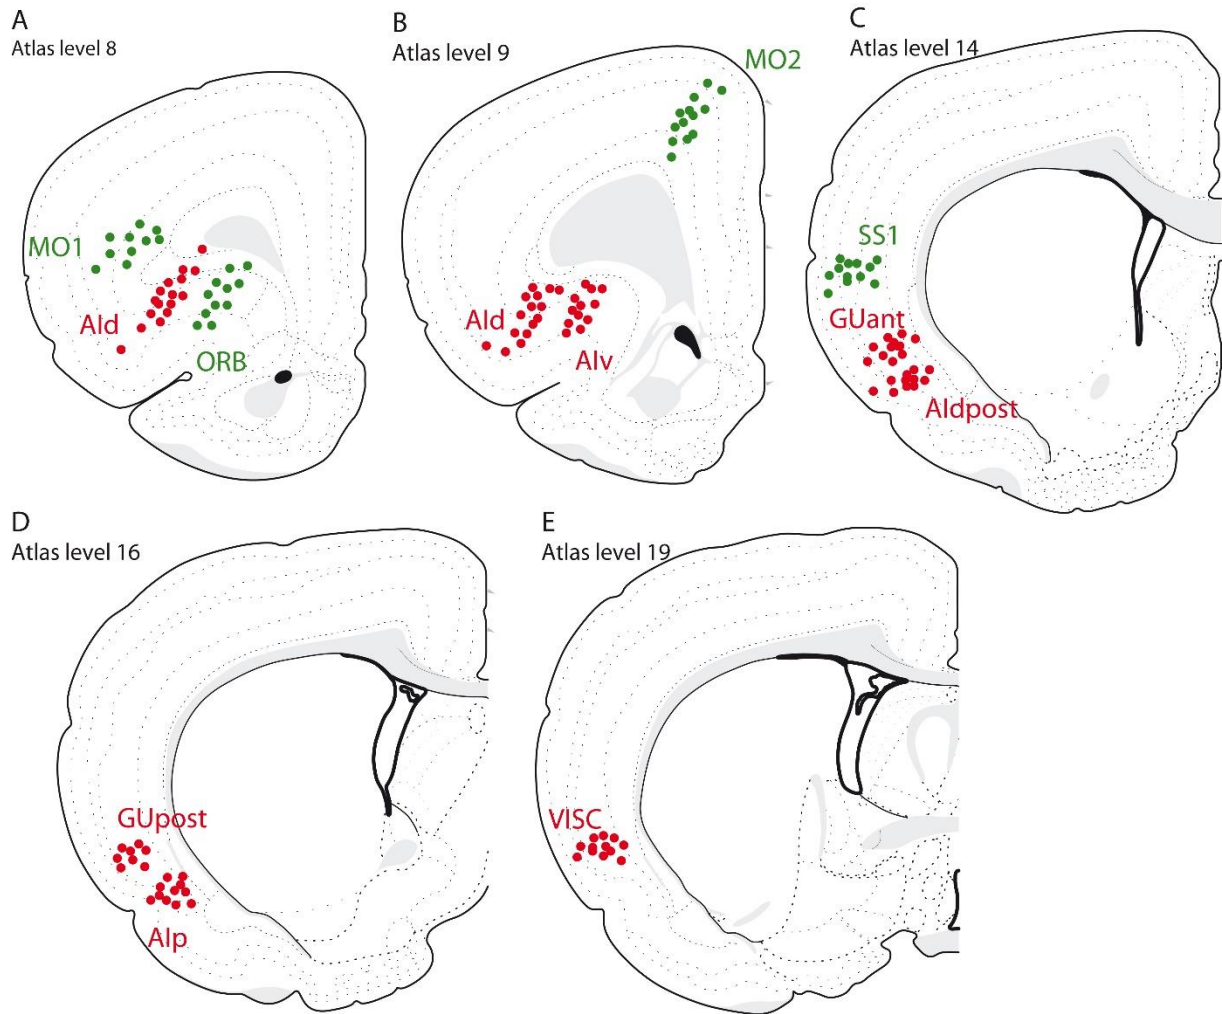 A
Atlas level 8
MO1
AId
ORB
B
Atlas level 9
MO2
AId
AIv
C
Atlas level 14
SS1
GUant
AIdpost
D
Atlas level 16
GUpost
AIp
E
Atlas level 19
VISC